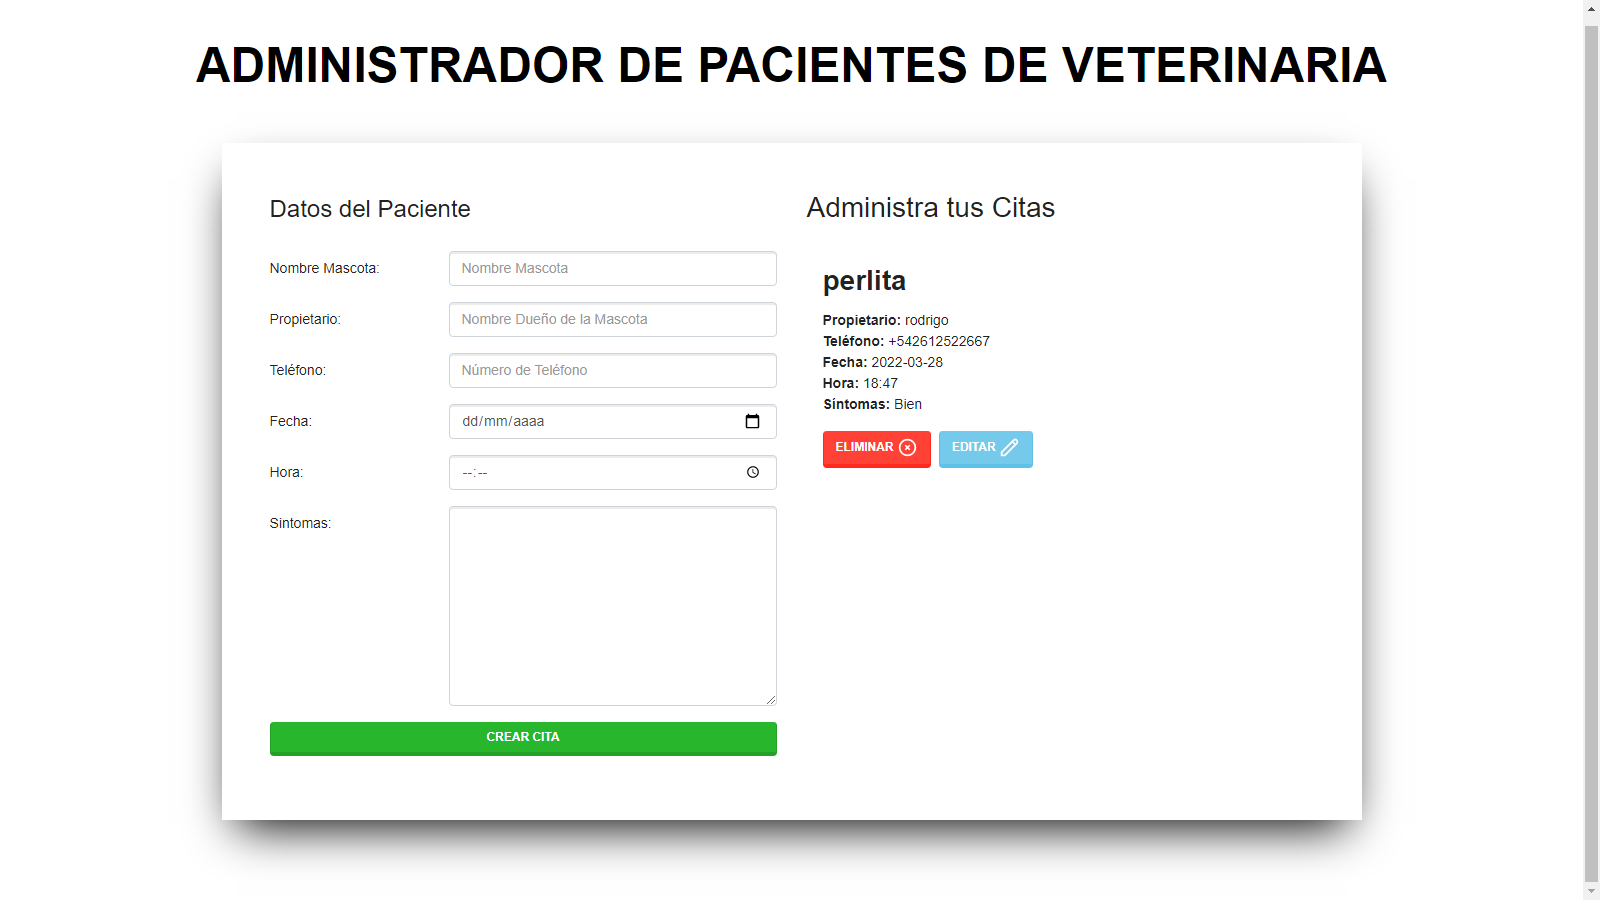 ADMINISTRADOR DE PACIENTES DE VETERINARIA
Datos del Paciente
Nombre Mascota:
Nombre Mascota
Propietario:
Nombre Dueño de la Mascota
Teléfono:
Número de Teléfono
Fecha:
dd/mm/aaaa
Hora:
--:--
Sintomas:
CREAR CITA
Administra tus Citas
perlita
Propietario: rodrigo
Teléfono: +542612522667
Fecha: 2022-03-28
Hora: 18:47
Síntomas: Bien
ELIMINAR
EDITAR